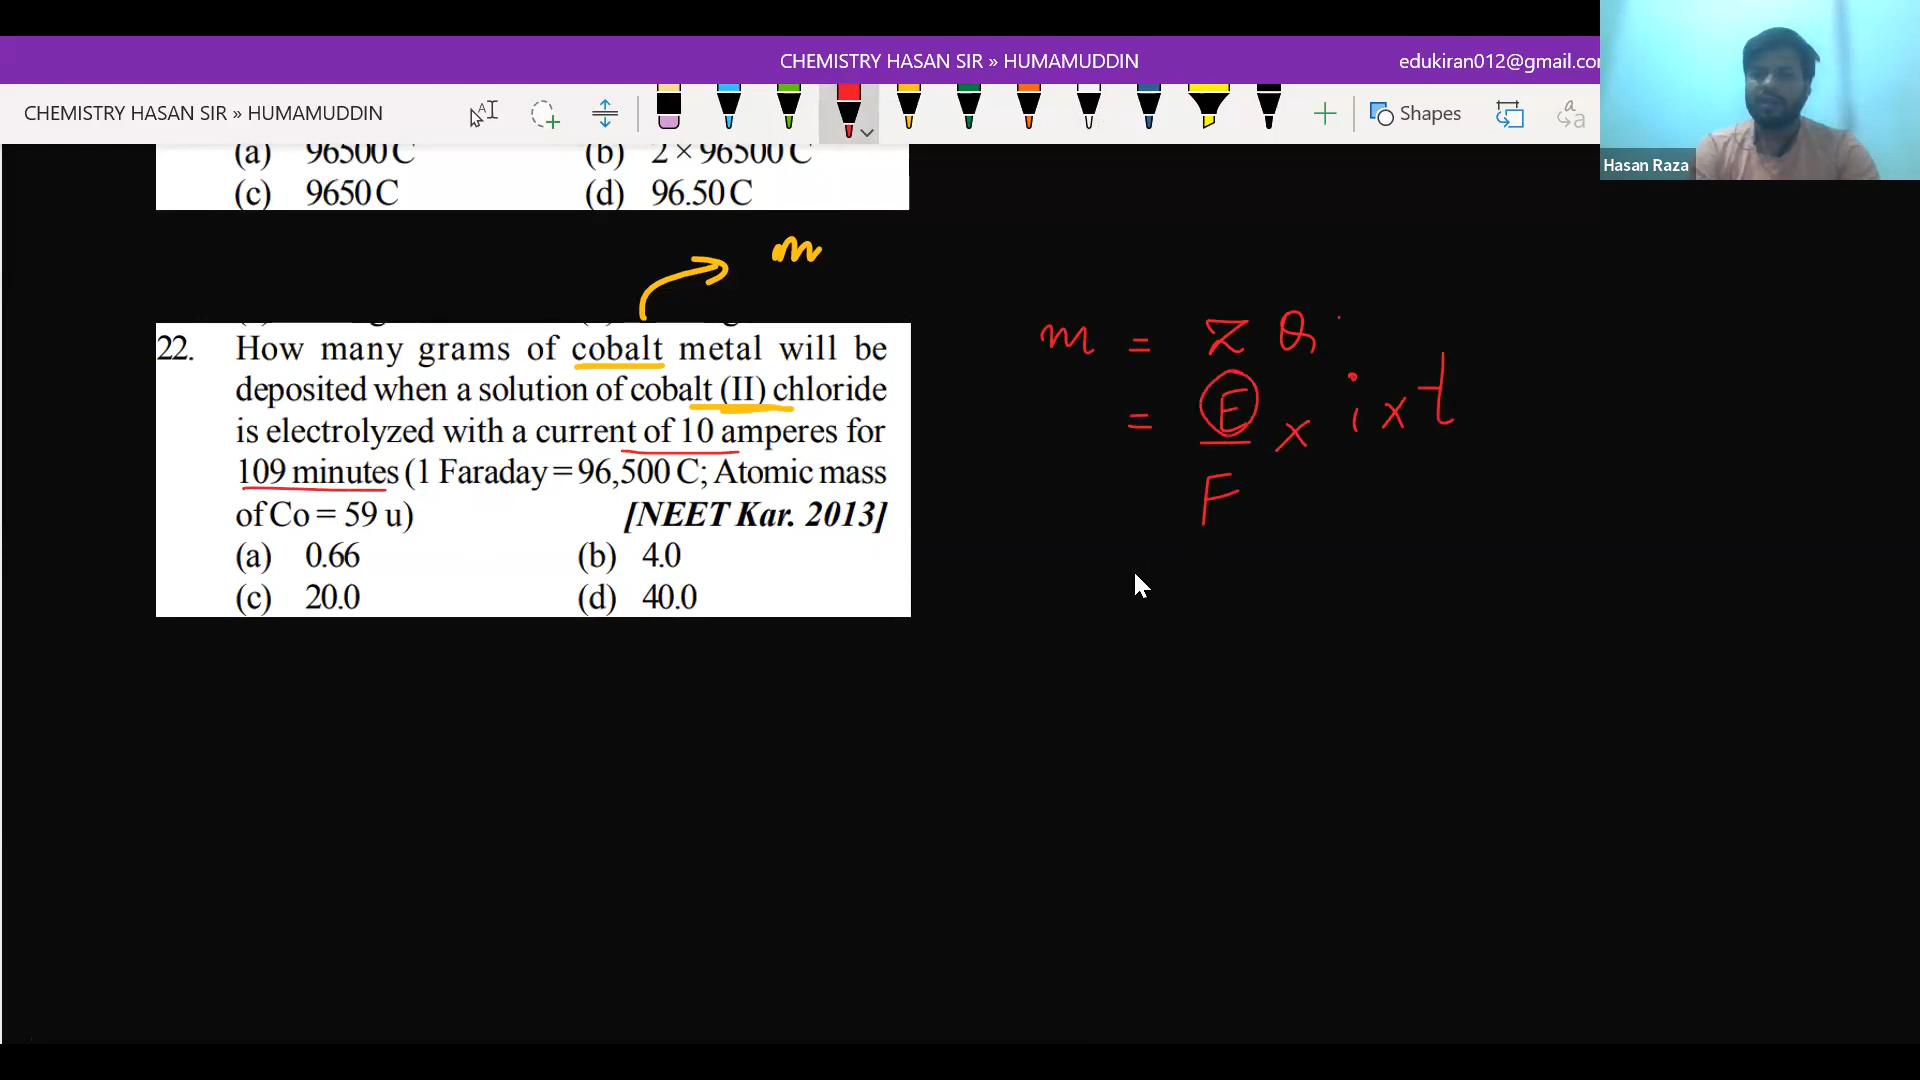 CHEMISTRY HASAN SIR » HUMAMUDDIN
edukiran012@gmail.co
CHEMISTRY HASAN SIR » HUMAMUDDIN
Shapes
Hasan Raza
(a) 96500 C (b) 2 × 96500 C
(c) 9650 C (d) 96.50 C
m
22. How many grams of cobalt metal will be
deposited when a solution of cobalt (II) chloride
is electrolyzed with a current of 10 amperes for
109 minutes (1 Faraday = 96,500 C; Atomic mass
of Co = 59 u) [NEET Kar. 2013]
(a) 0.66 (b) 4.0
(c) 20.0 (d) 40.0
m = Z Q
= E/F × i × t